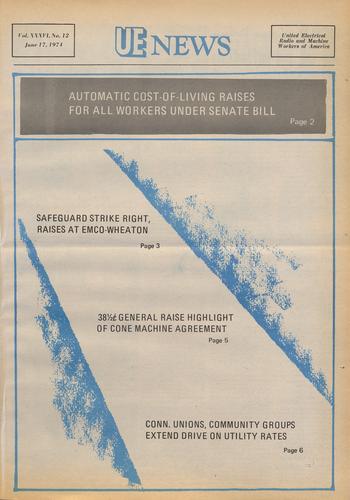 Vol. XXXVI, No. 12
June 17, 1974
UE NEWS
United Electrical
Radio and Machine
Workers of America
AUTOMATIC COST-OF-LIVING RAISES
FOR ALL WORKERS UNDER SENATE BILL
Page 2
SAFEGUARD STRIKE RIGHT,
RAISES AT EMCO-WHEATON
Page 3
38½¢ GENERAL RAISE HIGHLIGHT
OF CONE MACHINE AGREEMENT
Page 5
CONN. UNIONS, COMMUNITY GROUPS
EXTEND DRIVE ON UTILITY RATES
Page 6